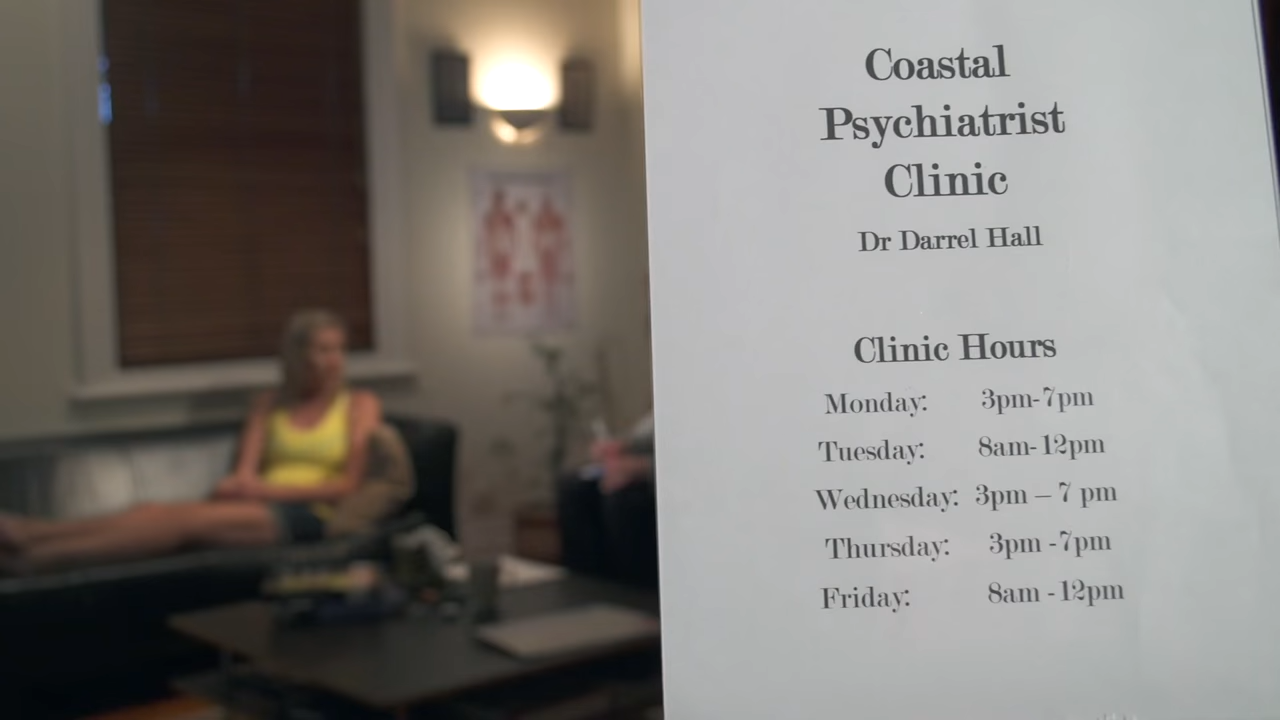 Coastal
Psychiatrist
Clinic
Dr Darrel Hall
Clinic Hours
Monday: 3pm-7pm
Tuesday: 8am-12pm
Wednesday: 3pm – 7 pm
Thursday: 3pm -7pm
Friday: 8am -12pm